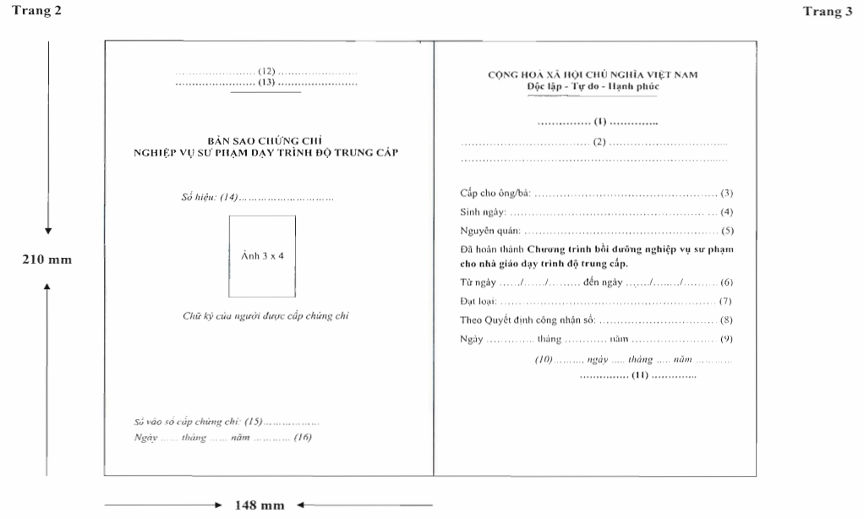 Trang 2
Trang 3
........................... (12) ...........................
........................... (13) ...........................
BẢN SAO CHỨNG CHỈ
NGHIỆP VỤ SƯ PHẠM DẠY TRÌNH ĐỘ TRUNG CẤP
Số hiệu: (14)................................
Ảnh 3 x 4
Chữ ký của người được cấp chứng chỉ
Số vào sổ cấp chứng chỉ: (15)...................
Ngày ...... tháng ...... năm ............ (16)
CỘNG HOÀ XÃ HỘI CHỦ NGHĨA VIỆT NAM
Độc lập - Tự do - Hạnh phúc
............... (1) .............
............................................ (2) ........................................
..........................................................................................
Cấp cho ông/bà: ............................................................. (3)
Sinh ngày: ..................................................................... (4)
Nguyên quán: ................................................................. (5)
Đã hoàn thành Chương trình bồi dưỡng nghiệp vụ sư phạm
cho nhà giáo dạy trình độ trung cấp.
Từ ngày ....../......./.......... đến ngày ......../......../........... (6)
Đạt loại: ........................................................................ (7)
Theo Quyết định công nhận số: ........................................ (8)
Ngày ................ tháng .............. năm ........................... (9)
(10).......... ngày ..... tháng ..... năm ............
............... (11) ..............
210 mm
148 mm